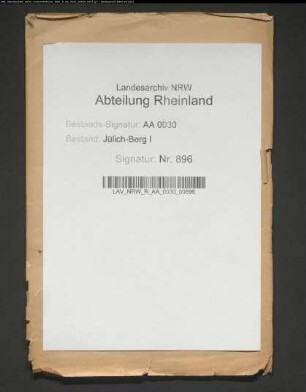 Landesarchiv NRW
Abteilung Rheinland
Bestands-Signatur: AA 0030
Bestand: Jülich-Berg I
Signatur: Nr. 896
LAV_NRW_R_AA_0030_00896